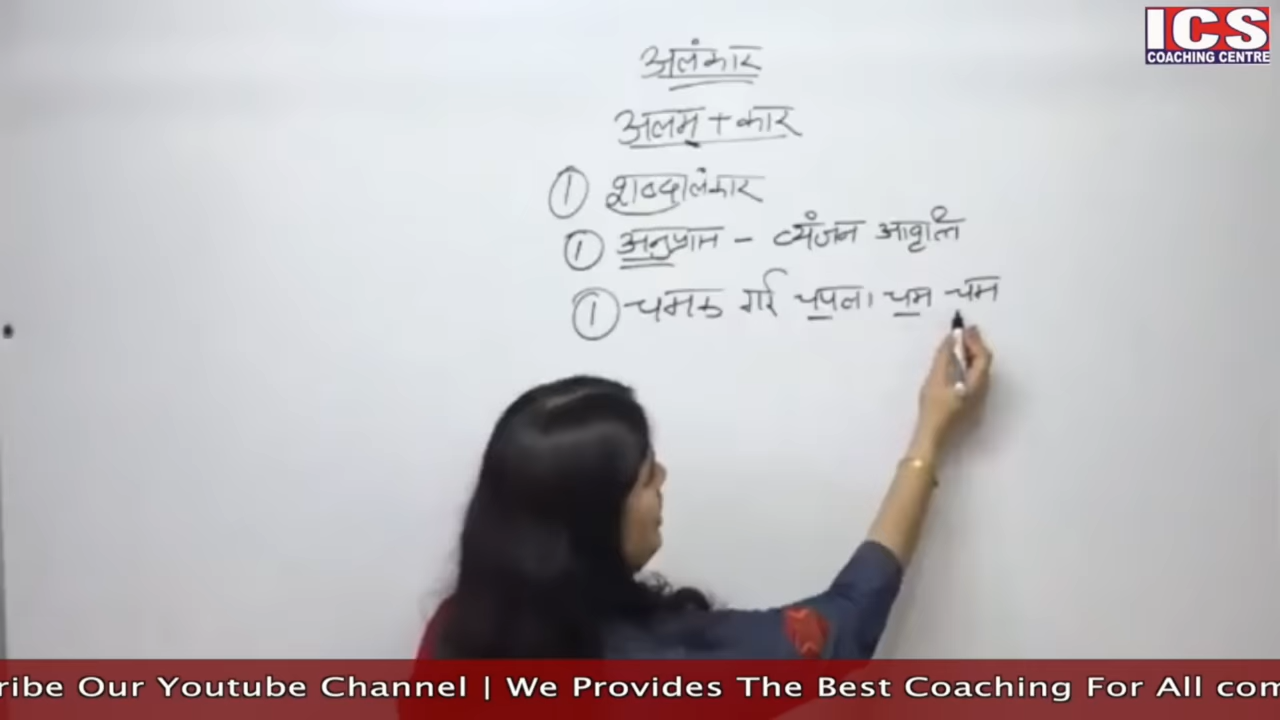 ICS
COACHING CENTRE
अलंकार
अलम् + कार
① शब्दालंकार
① अनुप्रास - व्यंजन आवृत्ति
① चमक गई चपला चम चम
ribe Our Youtube Channel | We Provides The Best Coaching For All com